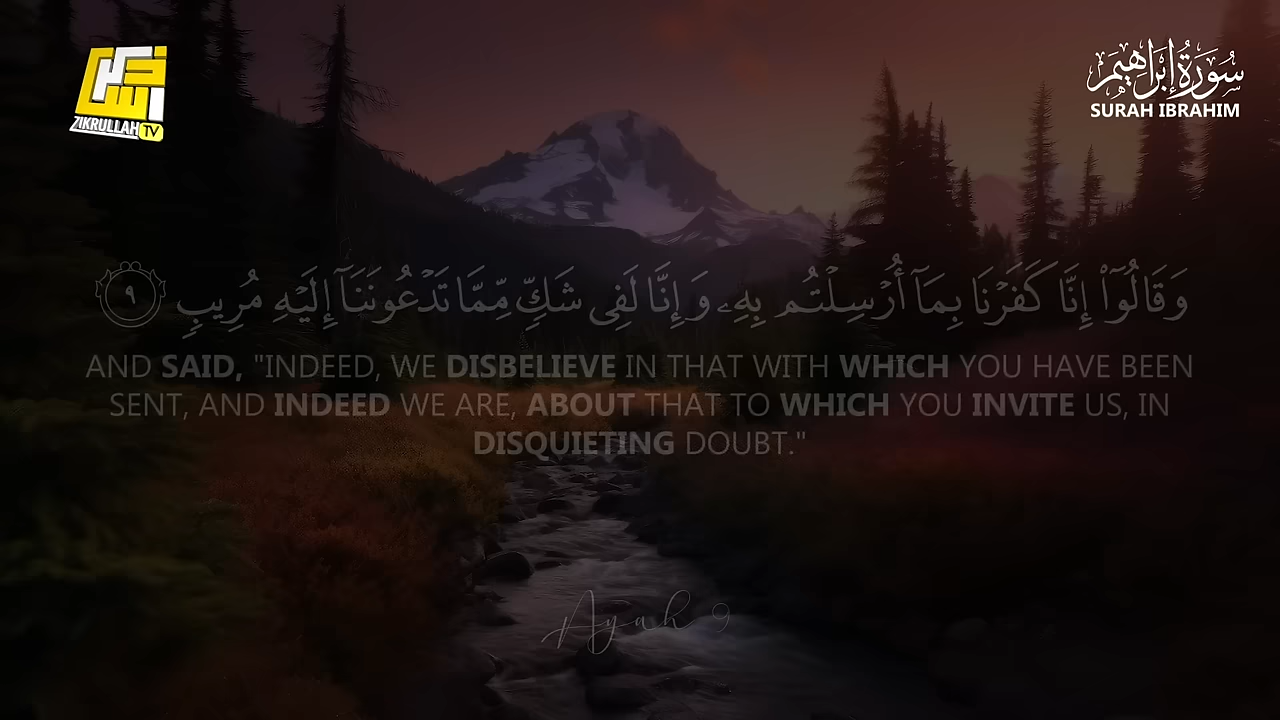 ذكر الله
ZIKRULLAH TV
سُورَةُ إِبْرَاهِيم
SURAH IBRAHIM
وَقَالُوٓا۟ إِنَّا كَفَرْنَا بِمَآ أُرْسِلْتُم بِهِۦ وَإِنَّا لَفِى شَكٍّ مِّمَّا تَدْعُونَنَآ إِلَيْهِ مُرِيبٍ ٩
AND SAID, "INDEED, WE DISBELIEVE IN THAT WITH WHICH YOU HAVE BEEN
SENT, AND INDEED WE ARE, ABOUT THAT TO WHICH YOU INVITE US, IN
DISQUIETING DOUBT."
Ayah 9